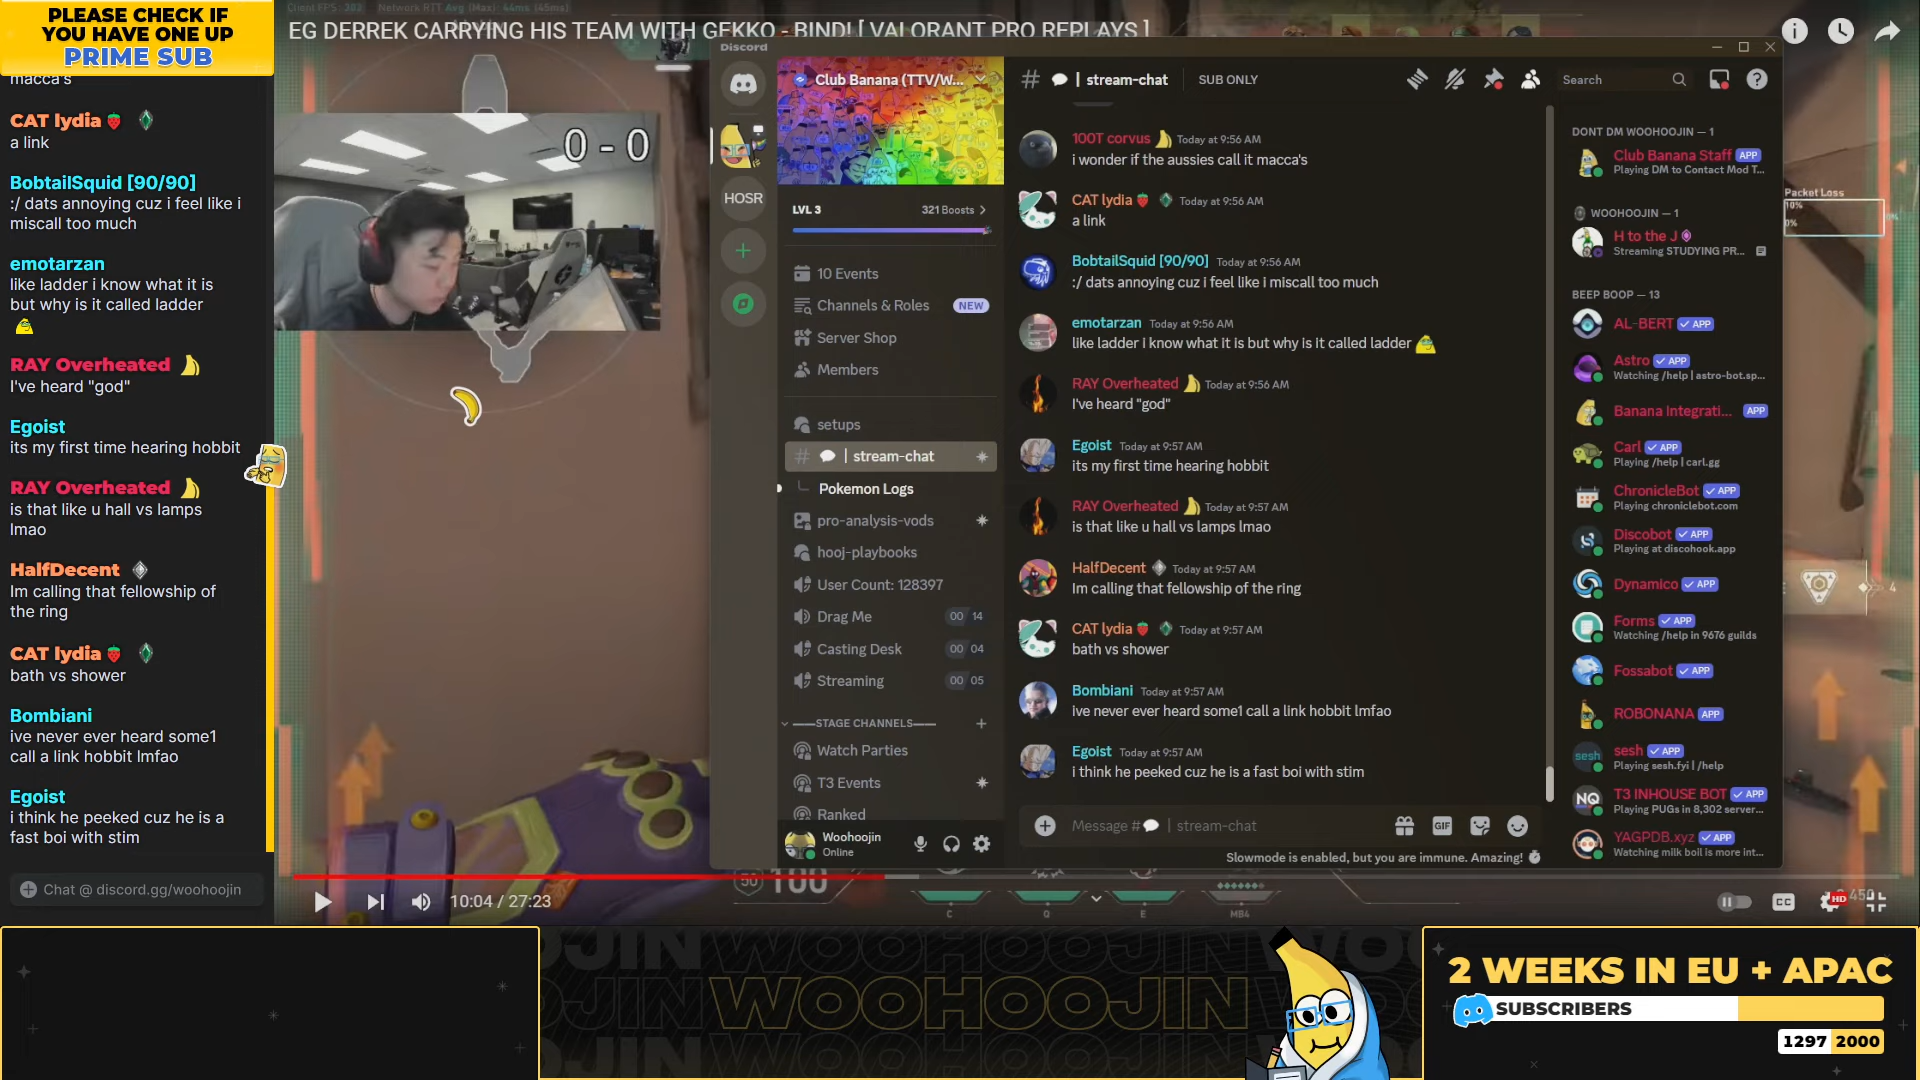 PLEASE CHECK IF
YOU HAVE ONE UP
PRIME SUB
macca's
CAT lydia
a link
BobtailSquid [90/90]
:/ dats annoying cuz i feel like i
miscall too much
emotarzan
like ladder i know what it is
but why is it called ladder
RAY Overheated
I've heard "god"
Egoist
its my first time hearing hobbit
RAY Overheated
is that like u hall vs lamps
lmao
HalfDecent
Im calling that fellowship of
the ring
CAT lydia
bath vs shower
Bombiani
ive never ever heard some1
call a link hobbit lmfao
Egoist
i think he peeked cuz he is a
fast boi with stim
Chat @ discord.gg/woohoojin
EG DERREK CARRYING HIS TEAM WITH GEKKO - BIND! [ VALORANT PRO REPLAYS ]
0 - 0
Discord
HOSR
Club Banana (TTV/W...
LVL 3
321 Boosts
10 Events
Channels & Roles
NEW
Server Shop
Members
setups
stream-chat
Pokemon Logs
pro-analysis-vods
hooj-playbooks
User Count: 128397
Drag Me
00 14
Casting Desk
00 04
Streaming
00 05
STAGE CHANNELS
Watch Parties
T3 Events
Ranked
Woohoojin
Online
# | stream-chat
SUB ONLY
Search
100T corvus Today at 9:56 AM
i wonder if the aussies call it macca's
CAT lydia Today at 9:56 AM
a link
BobtailSquid [90/90] Today at 9:56 AM
:/ dats annoying cuz i feel like i miscall too much
emotarzan Today at 9:56 AM
like ladder i know what it is but why is it called ladder
RAY Overheated Today at 9:56 AM
I've heard "god"
Egoist Today at 9:57 AM
its my first time hearing hobbit
RAY Overheated Today at 9:57 AM
is that like u hall vs lamps lmao
HalfDecent Today at 9:57 AM
Im calling that fellowship of the ring
CAT lydia Today at 9:57 AM
bath vs shower
Bombiani Today at 9:57 AM
ive never ever heard some1 call a link hobbit lmfao
Egoist Today at 9:57 AM
i think he peeked cuz he is a fast boi with stim
Message # | stream-chat
GIF
Slowmode is enabled, but you are immune. Amazing!
DONT DM WOOHOOJIN — 1
Club Banana Staff APP
Playing DM to Contact Mod T...
WOOHOOJIN — 1
H to the J
Streaming STUDYING PR...
BEEP BOOP — 13
AL-BERT APP
Astro APP
Watching /help | astro-bot.sp...
Banana Integrati... APP
Carl APP
Playing /help | carl.gg
ChronicleBot APP
Playing chroniclebot.com
Discobot APP
Playing at discohook.app
Dynamico APP
Forms APP
Watching /help in 9676 guilds
Fossabot APP
ROBONANA APP
sesh
sesh APP
Playing sesh.fyi | /help
NQ
T3 INHOUSE BOT APP
Playing PUGs in 8,302 server...
YAGPDB.xyz APP
Watching milk boil is more int...
Packet Loss
10%
0%
4
10:04 / 27:23
50
100
C
Q
E
MB4
CC
HD
WOOHOOJIN
2 WEEKS IN EU + APAC
SUBSCRIBERS
1297 2000